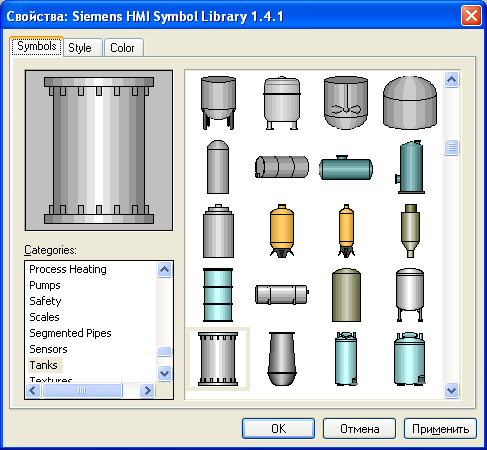 Свойства: Siemens HMI Symbol Library 1.4.1
Symbols Style Color
Categories:
Process Heating
Pumps
Safety
Scales
Segmented Pipes
Sensors
Tanks
Textures
OK Отмена Применить